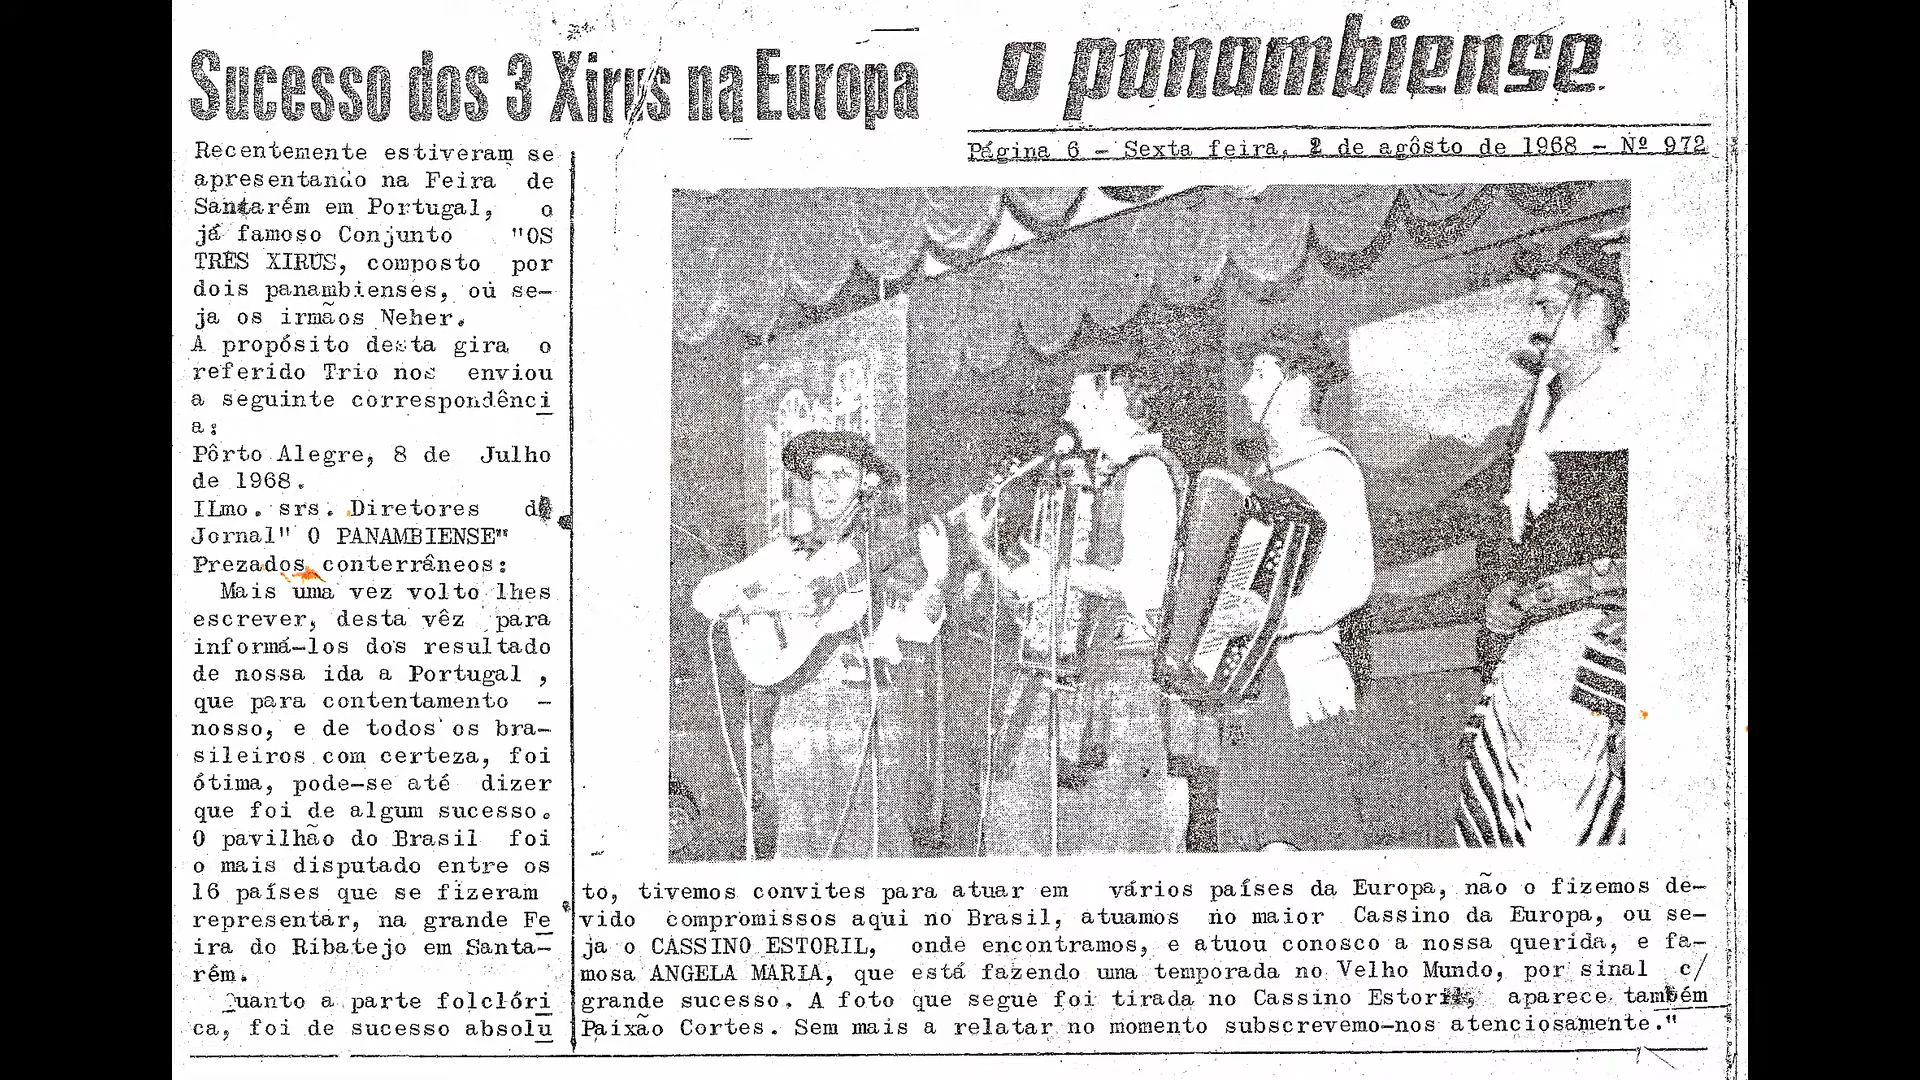 Sucesso dos 3 Xirus na Europa
o panambiense
Página 6 - Sexta feira, 2 de agôsto de 1968 - Nº 972
Recentemente estiveram se
apresentando na Feira de
Santarém em Portugal, o
já famoso Conjunto "OS
TRÊS XIRUS, composto por
dois panambienses, ou se-
ja os irmãos Neher.
A propósito desta gira o
referido Trio nos enviou
a seguinte correspondênci
a:
Pôrto Alegre, 8 de Julho
de 1968.
ILmo. srs. Diretores
Jornal" O PANAMBIENSE"
Prezados conterrâneos:
Mais uma vez volto lhes
escrever, desta vêz para
informá-los dos resultado
de nossa ida a Portugal ,
que para contentamento -
nosso, e de todos os bra-
sileiros com certeza, foi
ótima, pode-se até dizer
que foi de algum sucesso.
O pavilhão do Brasil foi
o mais disputado entre os
16 países que se fizeram
representar, na grande Fe
ira do Ribatejo em Santa-
rêm.
Quanto a parte folclóri
ca, foi de sucesso absolu
to, tivemos convites para atuar em vários países da Europa, não o fizemos de-
vido compromissos aqui no Brasil, atuamos no maior Cassino da Europa, ou se-
ja o CASSINO ESTORIL, onde encontramos, e atuou conosco a nossa querida, e fa-
mosa ANGELA MARIA, que está fazendo uma temporada no Velho Mundo, por sinal c/
grande sucesso. A foto que segue foi tirada no Cassino Estoril, aparece também
Paixão Cortes. Sem mais a relatar no momento subscrevemo-nos atenciosamente."